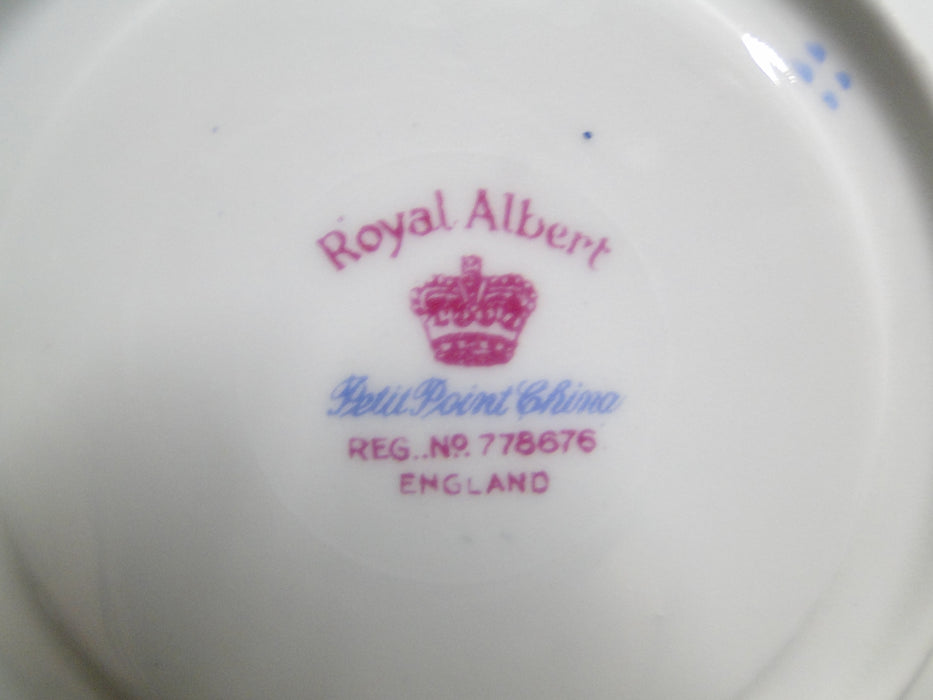 Royal Albert
Petit Point China
REG. No. 778676
ENGLAND